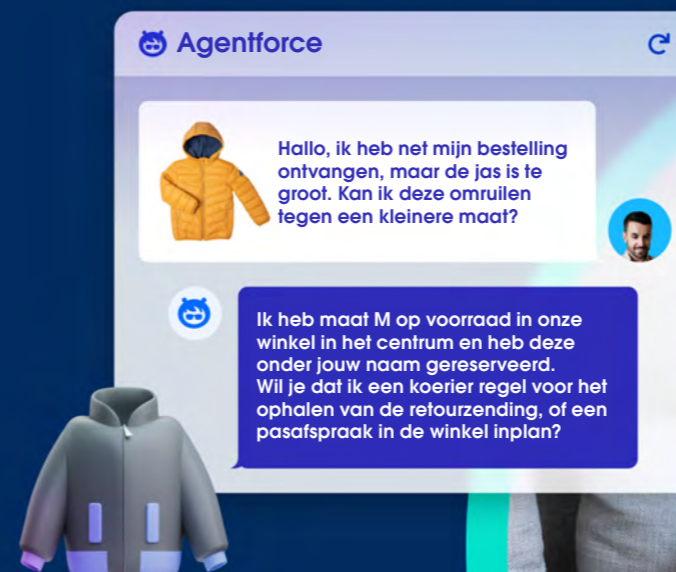 Agentforce
Hallo, ik heb net mijn bestelling
ontvangen, maar de jas is te
groot. Kan ik deze omruilen
tegen een kleinere maat?
Ik heb maat M op voorraad in onze
winkel in het centrum en heb deze
onder jouw naam gereserveerd.
Wil je dat ik een koerier regel voor het
ophalen van de retourzending, of een
pasafspraak in de winkel inplan?